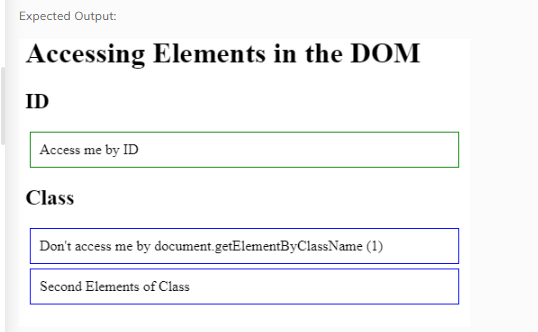 Expected Output:
Accessing Elements in the DOM
ID
Access me by ID
Class
Don't access me by document.getElementByClassName (1)
Second Elements of Class